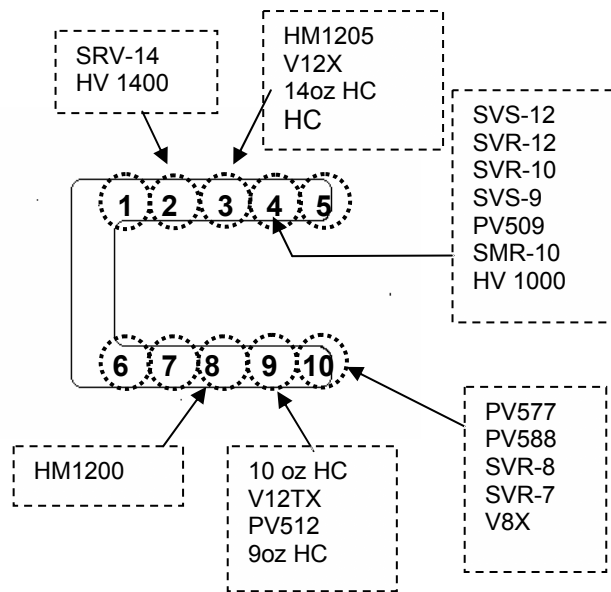 SRV-14
HV 1400
HM1205
V12X
14oz HC
HC
SVS-12
SVR-12
SVR-10
SVS-9
PV509
SMR-10
HV 1000
1 2 3 4 5
6 7 8 9 10
HM1200
10 oz HC
V12TX
PV512
9oz HC
PV577
PV588
SVR-8
SVR-7
V8X